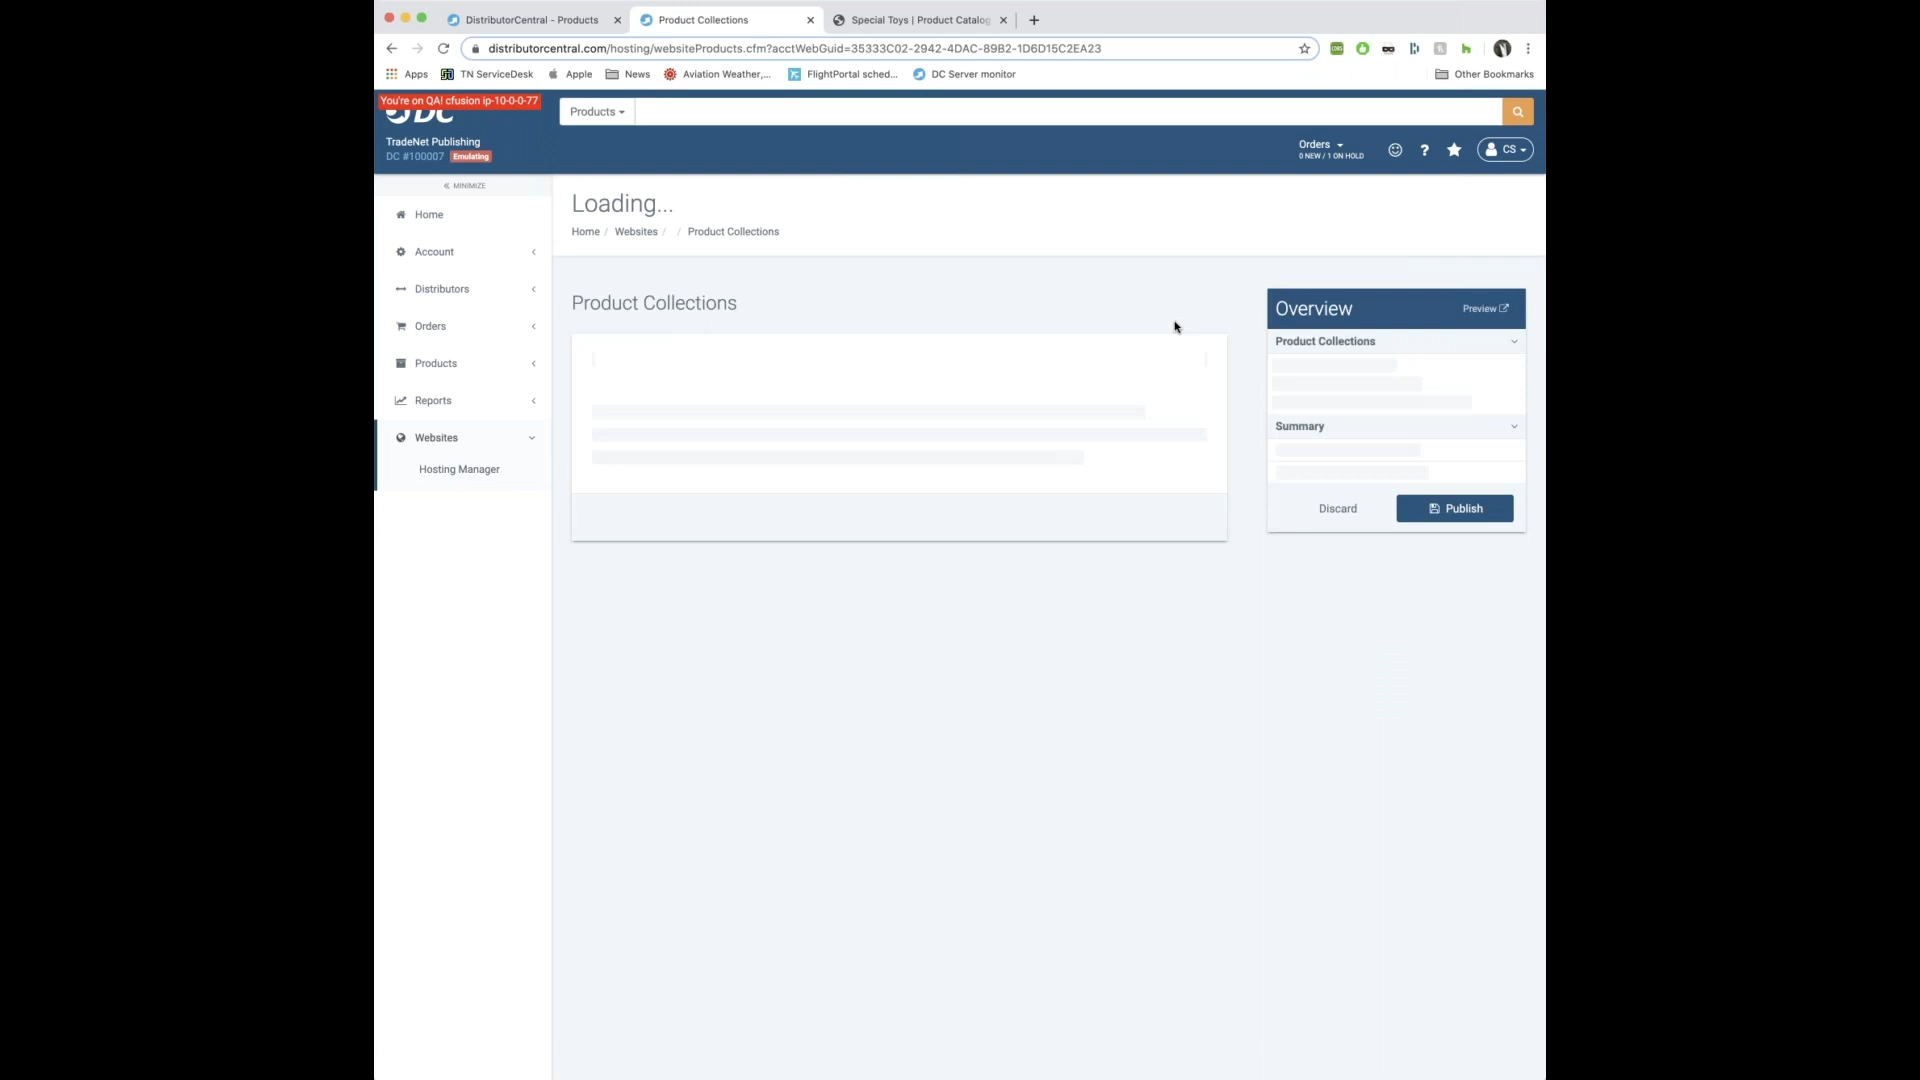 DistributorCentral - Products
Product Collections
Special Toys | Product Catalog
distributorcentral.com/hosting/websiteProducts.cfm?acctWebGuid=35333C02-2942-4DAC-89B2-1D6D15C2EA23
Apps
TN ServiceDesk
Apple
News
Aviation Weather,...
FlightPortal sched...
DC Server monitor
Other Bookmarks
You're on QA! cfusion ip-10-0-0-77
DC
Products
TradeNet Publishing
DC #100007 Emulating
Orders
0 NEW / 1 ON HOLD
?
CS
« MINIMIZE
Home
Account
Distributors
Orders
Products
Reports
Websites
Hosting Manager
Loading...
Home / Websites / / Product Collections
Product Collections
Overview
Preview
Product Collections
Summary
Discard
Publish